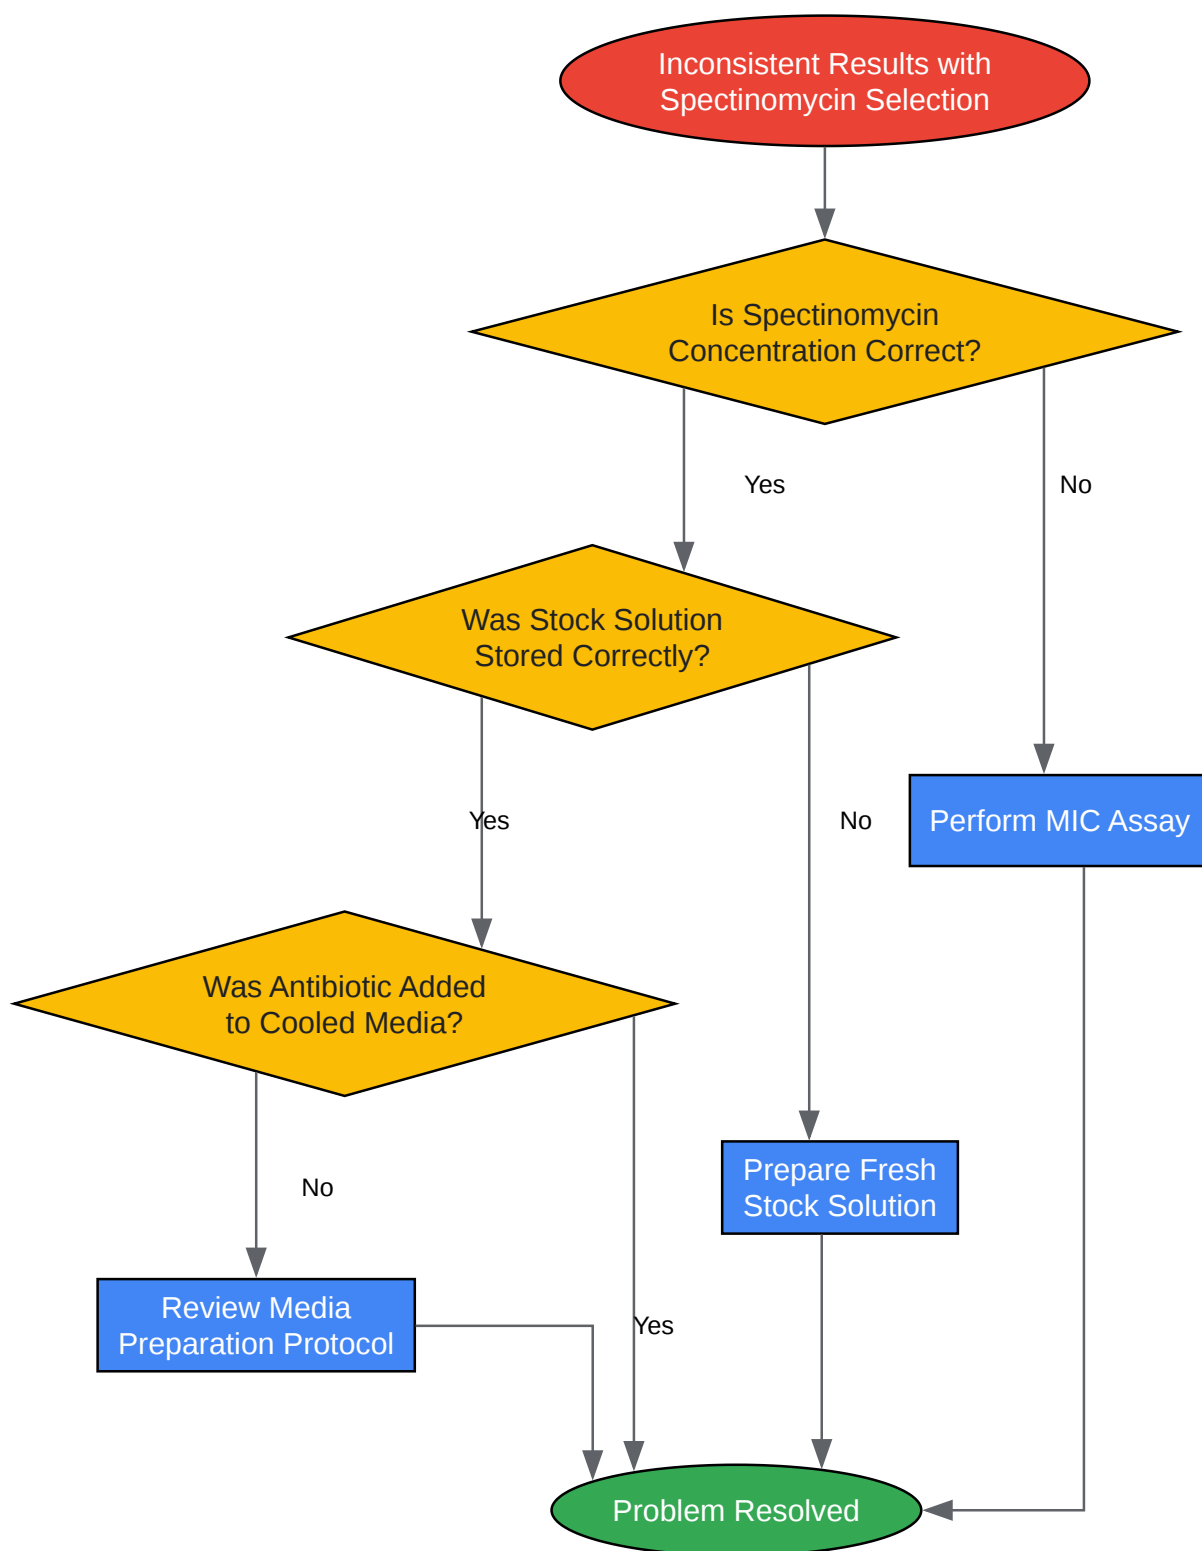 Inconsistent Results with
Spectinomycin Selection
Is Spectinomycin
Concentration Correct?
Yes
No
Was Stock Solution
Stored Correctly?
Yes
No
Perform MIC Assay
Was Antibiotic Added
to Cooled Media?
No
Prepare Fresh
Stock Solution
Review Media
Preparation Protocol
Yes
Problem Resolved